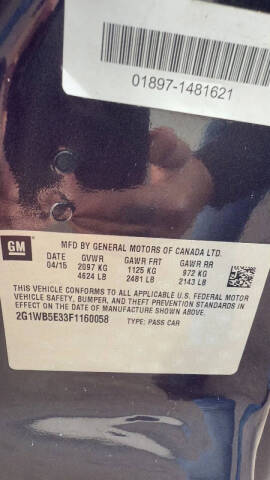 01897-1481621
GM
MFD BY GENERAL MOTORS OF CANADA LTD.
DATE GVWR GAWR FRT GAWR RR
04/15 2097 KG 1125 KG 972 KG
4624 LB 2481 LB 2143 LB
THIS VEHICLE CONFORMS TO ALL APPLICABLE U.S. FEDERAL MOTOR
VEHICLE SAFETY, BUMPER, AND THEFT PREVENTION STANDARDS IN
EFFECT ON THE DATE OF MANUFACTURE SHOWN ABOVE.
2G1WB5E33F1160058 TYPE: PASS CAR